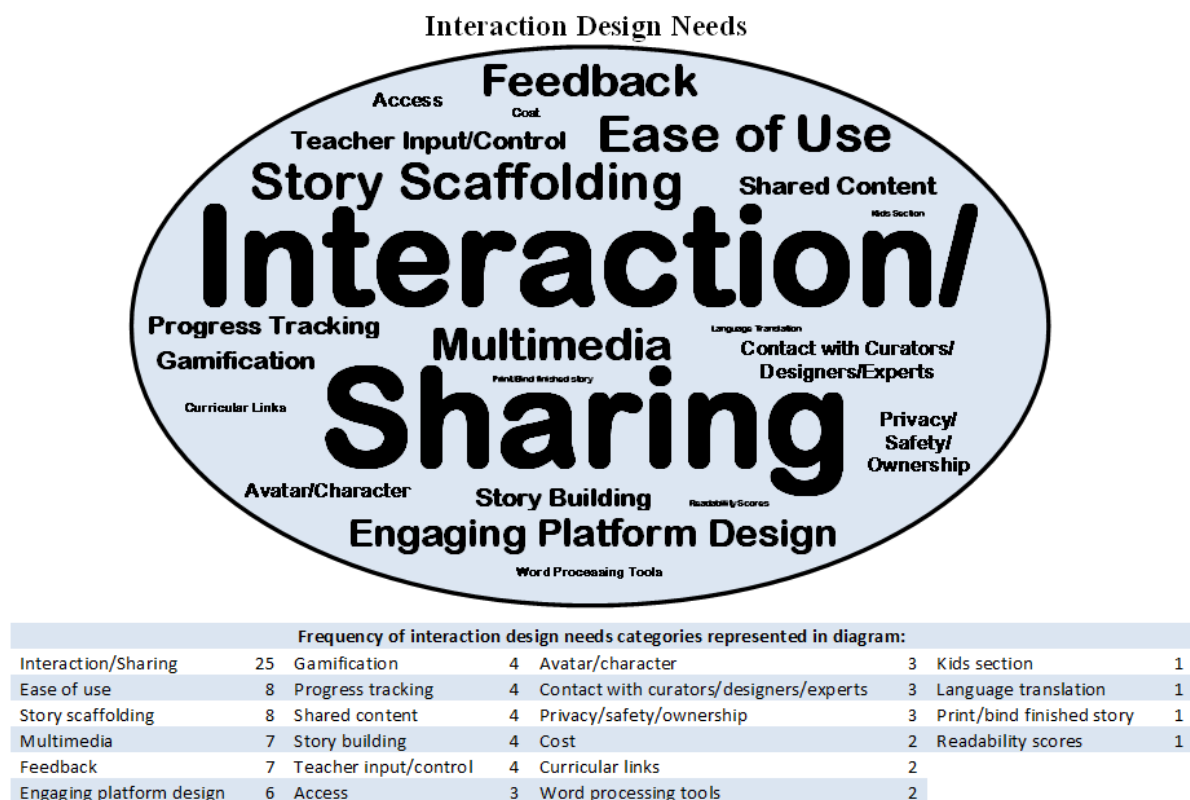 Interaction Design Needs
Feedback
Access
Cost
Teacher Input/Control
Ease of Use
Story Scaffolding
Shared Content
Kids Section
Interaction/
Progress Tracking
Multimedia
Language Translation
Gamification
Contact with Curators/
Designers/Experts
Print/Bind finished story
Sharing
Curricular Links
Privacy/
Safety/
Ownership
Avatar/Character
Story Building
Readability Scores
Engaging Platform Design
Word Processing Tools
Frequency of interaction design needs categories represented in diagram:
Interaction/Sharing 25 Gamification 4 Avatar/character 3 Kids section 1
Ease of use 8 Progress tracking 4 Contact with curators/designers/experts 3 Language translation 1
Story scaffolding 8 Shared content 4 Privacy/safety/ownership 3 Print/bind finished story 1
Multimedia 7 Story building 4 Cost 2 Readability scores 1
Feedback 7 Teacher input/control 4 Curricular links 2
Engaging platform design 6 Access 3 Word processing tools 2